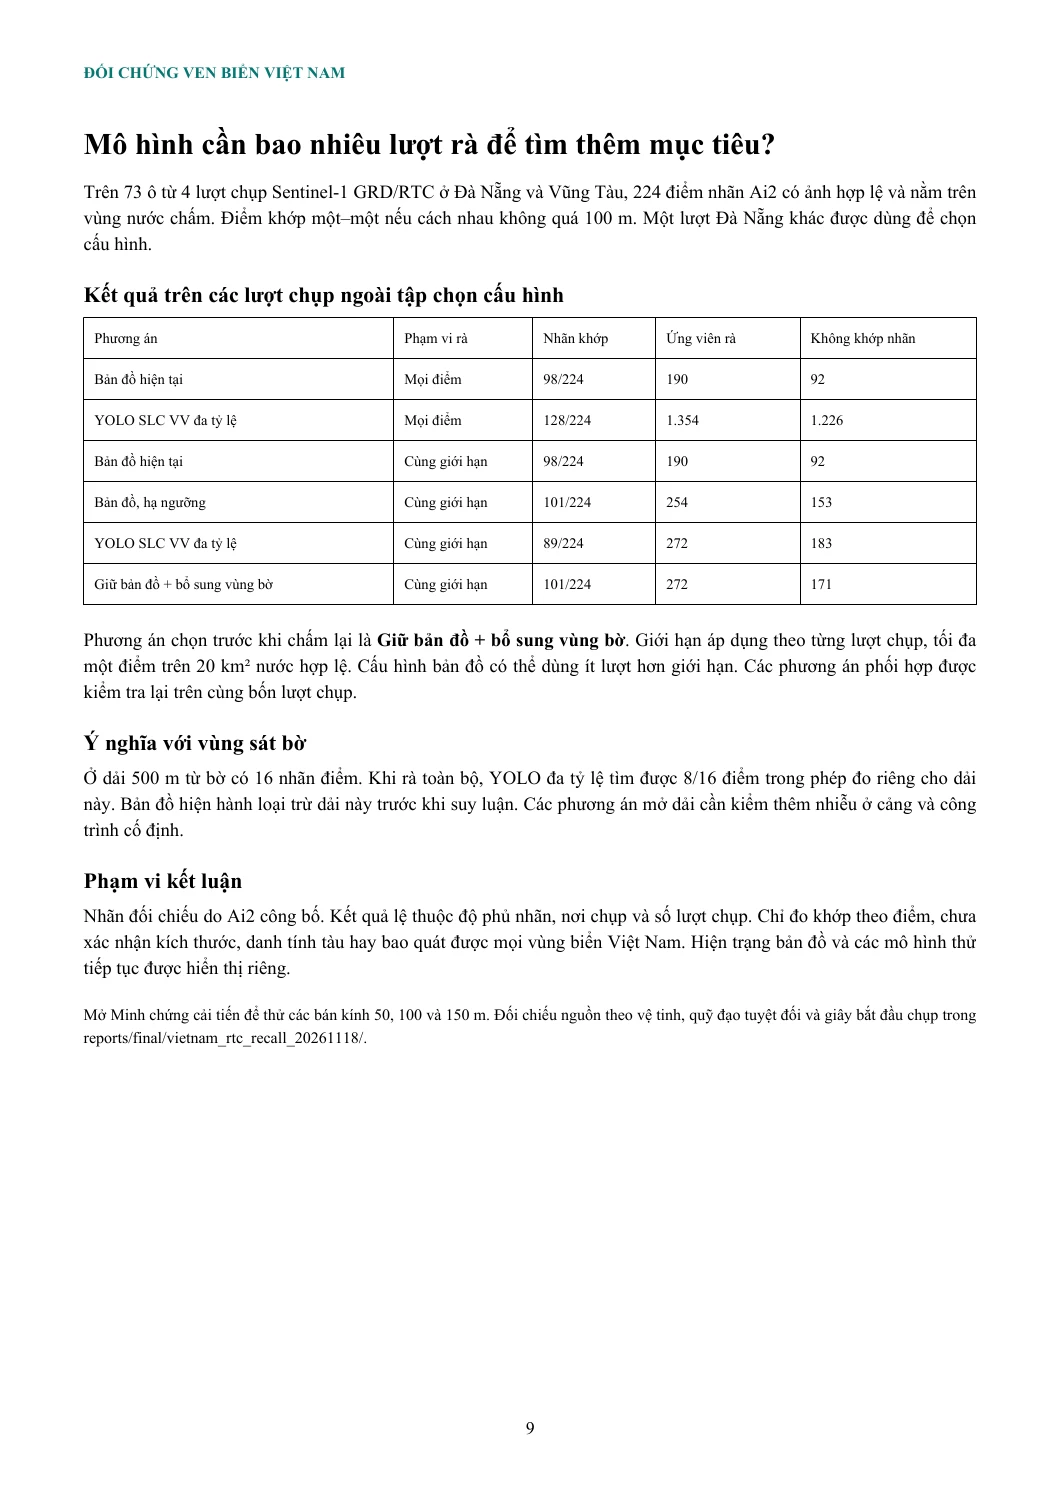 ĐỐI CHỨNG VEN BIỂN VIỆT NAM
Mô hình cần bao nhiêu lượt rà để tìm thêm mục tiêu?
Trên 73 ô từ 4 lượt chụp Sentinel-1 GRD/RTC ở Đà Nẵng và Vũng Tàu, 224 điểm nhãn Ai2 có ảnh hợp lệ và nằm trên
vùng nước chấm. Điểm khớp một–một nếu cách nhau không quá 100 m. Một lượt Đà Nẵng khác được dùng để chọn
cấu hình.
Kết quả trên các lượt chụp ngoài tập chọn cấu hình
Phương án Phạm vi rà Nhãn khớp Ứng viên rà Không khớp nhãn
Bản đồ hiện tại Mọi điểm 98/224 190 92
YOLO SLC VV đa tỷ lệ Mọi điểm 128/224 1.354 1.226
Bản đồ hiện tại Cùng giới hạn 98/224 190 92
Bản đồ, hạ ngưỡng Cùng giới hạn 101/224 254 153
YOLO SLC VV đa tỷ lệ Cùng giới hạn 89/224 272 183
Giữ bản đồ + bổ sung vùng bờ Cùng giới hạn 101/224 272 171
Phương án chọn trước khi chấm lại là Giữ bản đồ + bổ sung vùng bờ. Giới hạn áp dụng theo từng lượt chụp, tối đa
một điểm trên 20 km² nước hợp lệ. Cấu hình bản đồ có thể dùng ít lượt hơn giới hạn. Các phương án phối hợp được
kiểm tra lại trên cùng bốn lượt chụp.
Ý nghĩa với vùng sát bờ
Ở dải 500 m từ bờ có 16 nhãn điểm. Khi rà toàn bộ, YOLO đa tỷ lệ tìm được 8/16 điểm trong phép đo riêng cho dải
này. Bản đồ hiện hành loại trừ dải này trước khi suy luận. Các phương án mở dải cần kiểm thêm nhiễu ở cảng và công
trình cố định.
Phạm vi kết luận
Nhãn đối chiếu do Ai2 công bố. Kết quả lệ thuộc độ phủ nhãn, nơi chụp và số lượt chụp. Chỉ đo khớp theo điểm, chưa
xác nhận kích thước, danh tính tàu hay bao quát được mọi vùng biển Việt Nam. Hiện trạng bản đồ và các mô hình thử
tiếp tục được hiển thị riêng.
Mở Minh chứng cải tiến để thử các bán kính 50, 100 và 150 m. Đối chiếu nguồn theo vệ tinh, quỹ đạo tuyệt đối và giây bắt đầu chụp trong
reports/final/vietnam_rtc_recall_20261118/.
9